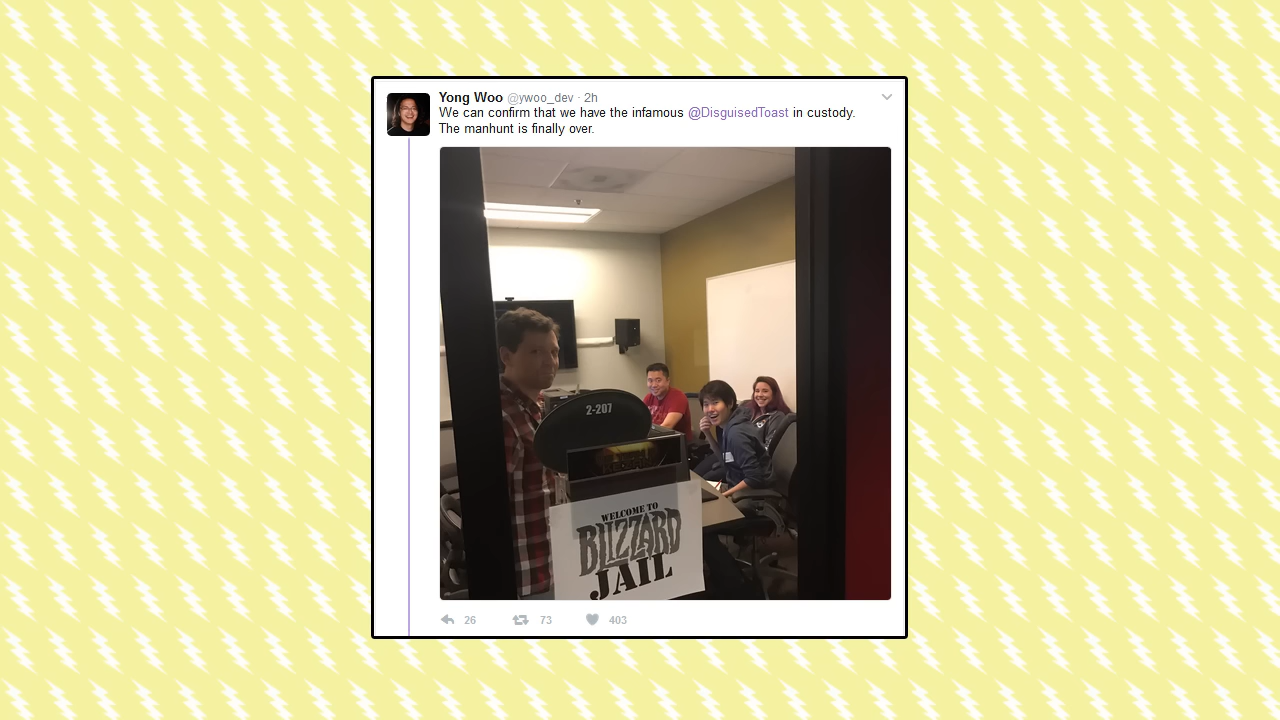 Yong Woo @ywoo_dev · 2h
We can confirm that we have the infamous @DisguisedToast in custody.
The manhunt is finally over.
2-207
WELCOME TO
BLIZZARD
JAIL
26 73 403